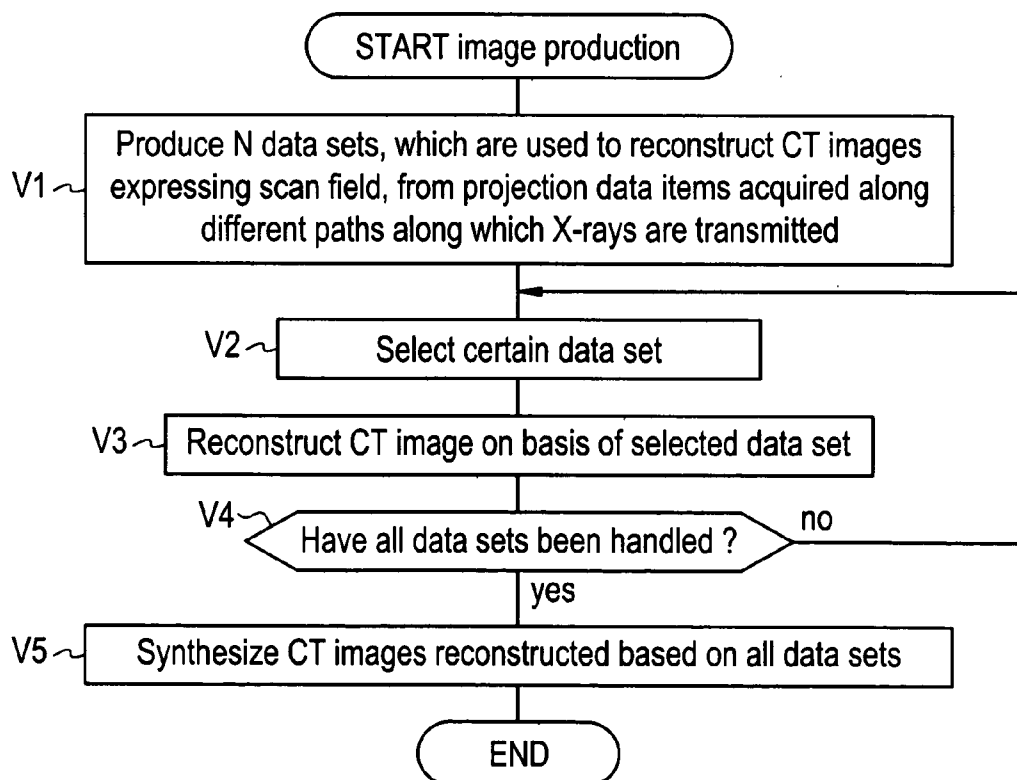 START image production
V1
Produce N data sets, which are used to reconstruct CT images
expressing scan field, from projection data items acquired along
different paths along which X-rays are transmitted
V2
Select certain data set
V3
Reconstruct CT image on basis of selected data set
V4
Have all data sets been handled ?
no
yes
V5
Synthesize CT images reconstructed based on all data sets
END